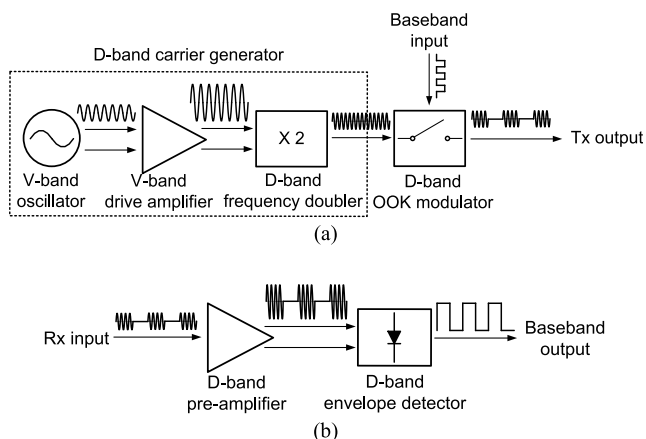 Baseband
input
D-band carrier generator
X 2
Tx output
V-band
oscillator
V-band
drive amplifier
D-band
frequency doubler
D-band
OOK modulator
(a)
Rx input
Baseband
output
D-band
pre-amplifier
D-band
envelope detector
(b)